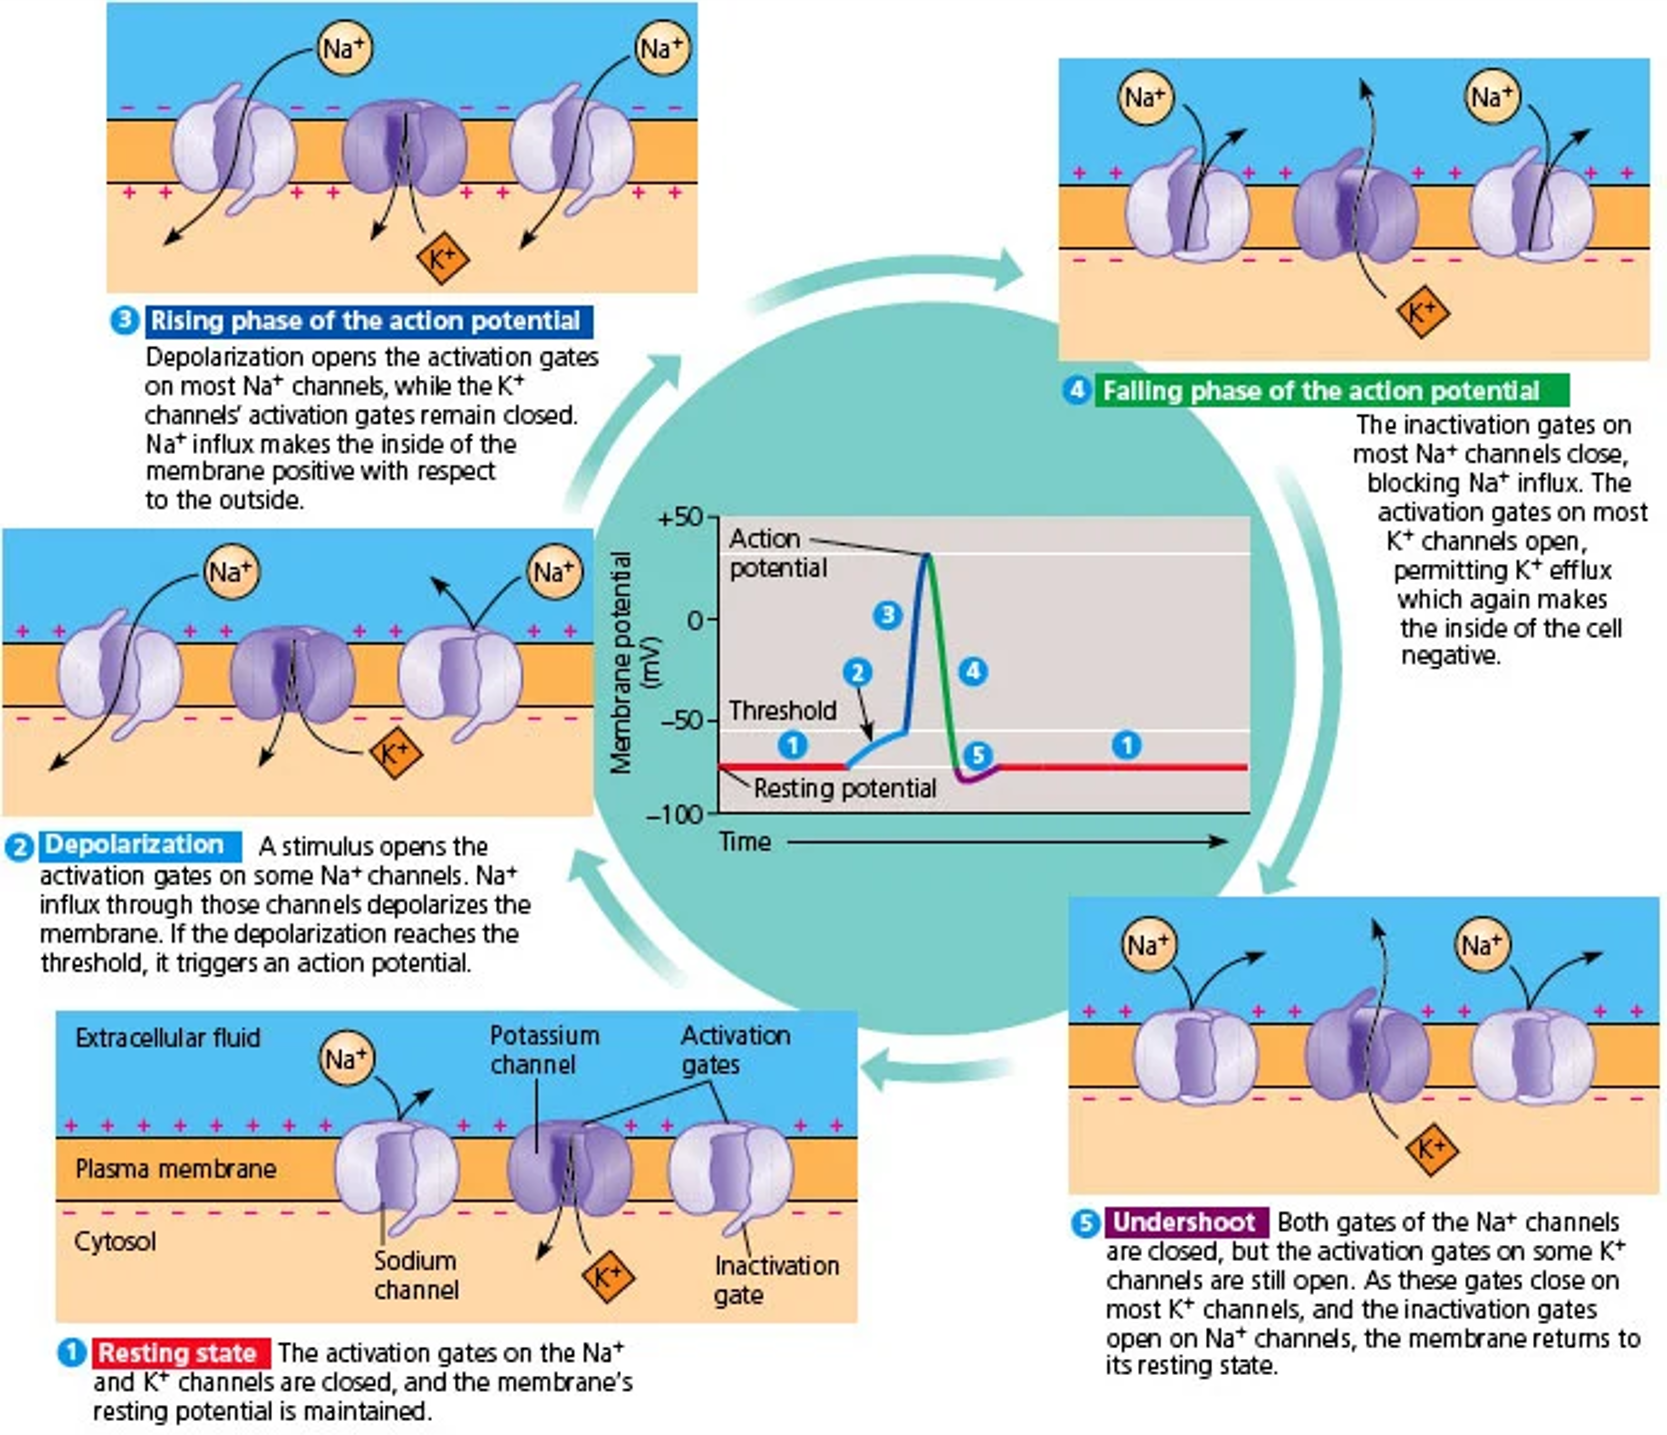 Na⁺
Na⁺
K⁺
3 Rising phase of the action potential
Depolarization opens the activation gates
on most Na⁺ channels, while the K⁺
channels’ activation gates remain closed.
Na⁺ influx makes the inside of the
membrane positive with respect
to the outside.
Na⁺
Na⁺
K⁺
4 Falling phase of the action potential
The inactivation gates on
most Na⁺ channels close,
blocking Na⁺ influx. The
activation gates on most
K⁺ channels open,
permitting K⁺ efflux
which again makes
the inside of the cell
negative.
Na⁺
Na⁺
K⁺
2 Depolarization A stimulus opens the
activation gates on some Na⁺ channels. Na⁺
influx through those channels depolarizes the
membrane. If the depolarization reaches the
threshold, it triggers an action potential.
Membrane potential
(mV)
+50
0
–50
–100
Action
potential
3
2
4
Threshold
1
5
1
Resting potential
Time
Na⁺
Na⁺
K⁺
5 Undershoot Both gates of the Na⁺ channels
are closed, but the activation gates on some K⁺
channels are still open. As these gates close on
most K⁺ channels, and the inactivation gates
open on Na⁺ channels, the membrane returns to
its resting state.
Extracellular fluid
Na⁺
Potassium
channel
Activation
gates
Plasma membrane
Cytosol
Sodium
channel
K⁺
Inactivation
gate
1 Resting state The activation gates on the Na⁺
and K⁺ channels are closed, and the membrane’s
resting potential is maintained.